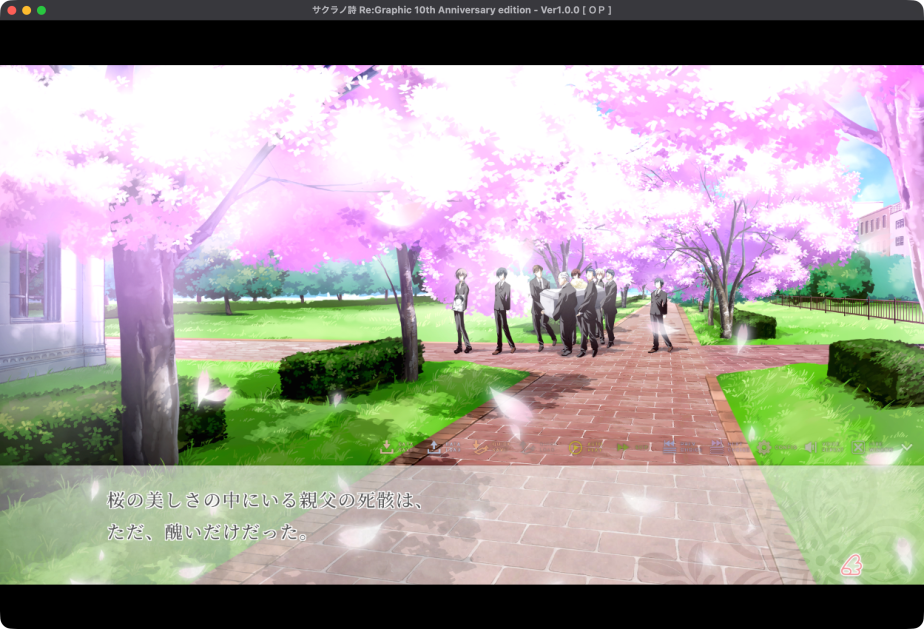 サクラノ詩 Re:Graphic 10th Anniversary edition - Ver1.0.0 [ ＯＰ ]
桜の美しさの中にいる親父の死骸は、
ただ、醜いだけだった。